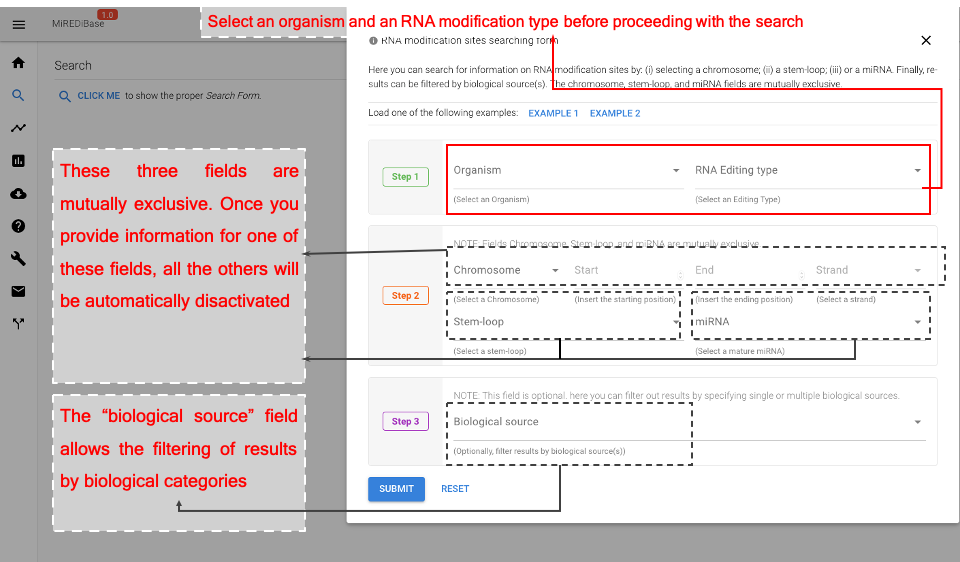 Select an organism and an RNA modification type before proceeding with the search
MiREDiBase
1.0
RNA modification sites searching form
Search
Here you can search for information on RNA modification sites by: (i) selecting a chromosome; (ii) a stem-loop; (iii) or a miRNA. Finally, re-
sults can be filtered by biological source(s). The chromosome, stem-loop, and miRNA fields are mutually exclusive.
CLICK ME to show the proper Search Form.
Load one of the following examples: EXAMPLE 1 EXAMPLE 2
These three fields are
mutually exclusive. Once you
provide information for one of
these fields, all the others will
be automatically disactivated
Step 1
Organism
RNA Editing type
(Select an Organism)
(Select an Editing Type)
NOTE: Fields Chromosome, Stem-loop, and miRNA are mutually exclusive
Step 2
Chromosome
Start
End
Strand
(Select a Chromosome)
(Insert the starting position)
(Insert the ending position)
(Select a strand)
Stem-loop
miRNA
(Select a stem-loop)
(Select a mature miRNA)
The “biological source” field
allows the filtering of results
by biological categories
NOTE: This field is optional, here you can filter out results by specifying single or multiple biological sources.
Step 3
Biological source
(Optionally, filter results by biological source(s))
SUBMIT
RESET